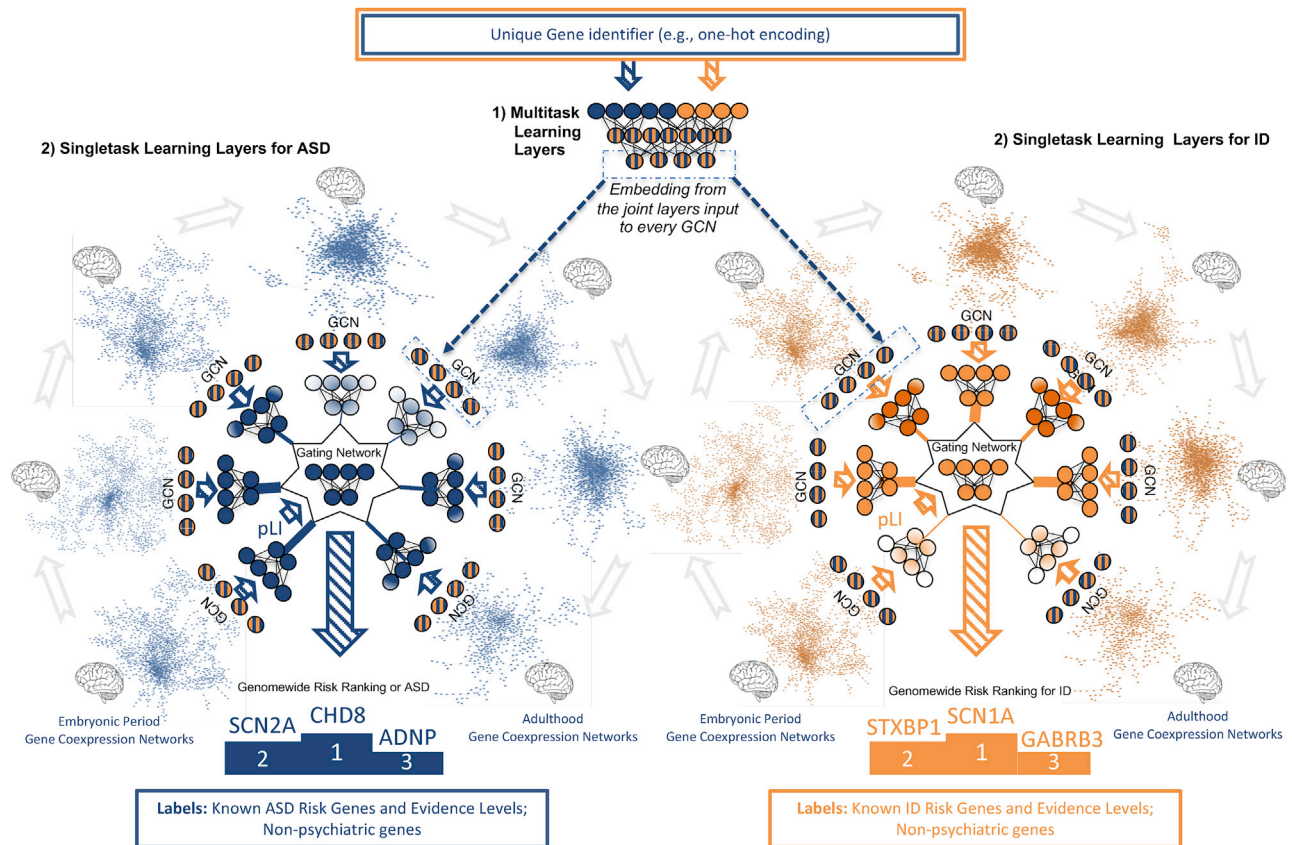 Unique Gene identifier (e.g., one-hot encoding)
1) Multitask
Learning
Layers
2) Singletask Learning Layers for ASD
2) Singletask Learning Layers for ID
Embedding from
the joint layers input
to every GCN
GCN
GCN
GCN
GCN
GCN
GCN
GCN
Gating Network
pLI
GCN
GCN
GCN
GCN
GCN
GCN
GCN
Gating Network
pLI
Genomewide Risk Ranking or ASD
Genomewide Risk Ranking for ID
Embryonic Period
Gene Coexpression Networks
SCN2A
CHD8
ADNP
2
1
3
Adulthood
Gene Coexpression Networks
Embryonic Period
Gene Coexpression Networks
STXBP1
SCN1A
GABRB3
2
1
3
Adulthood
Gene Coexpression Networks
Labels: Known ASD Risk Genes and Evidence Levels;
Non-psychiatric genes
Labels: Known ID Risk Genes and Evidence Levels;
Non-psychiatric genes